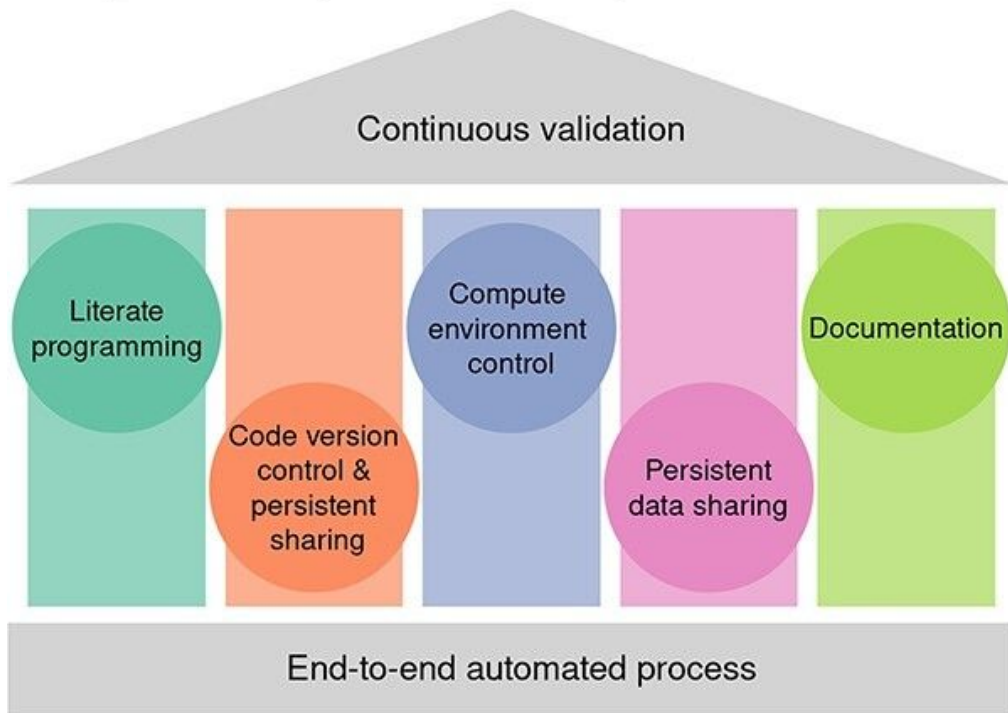 Continuous validation
Literate
programming
Code version
control &
persistent
sharing
Compute
environment
control
Persistent
data sharing
Documentation
End-to-end automated process